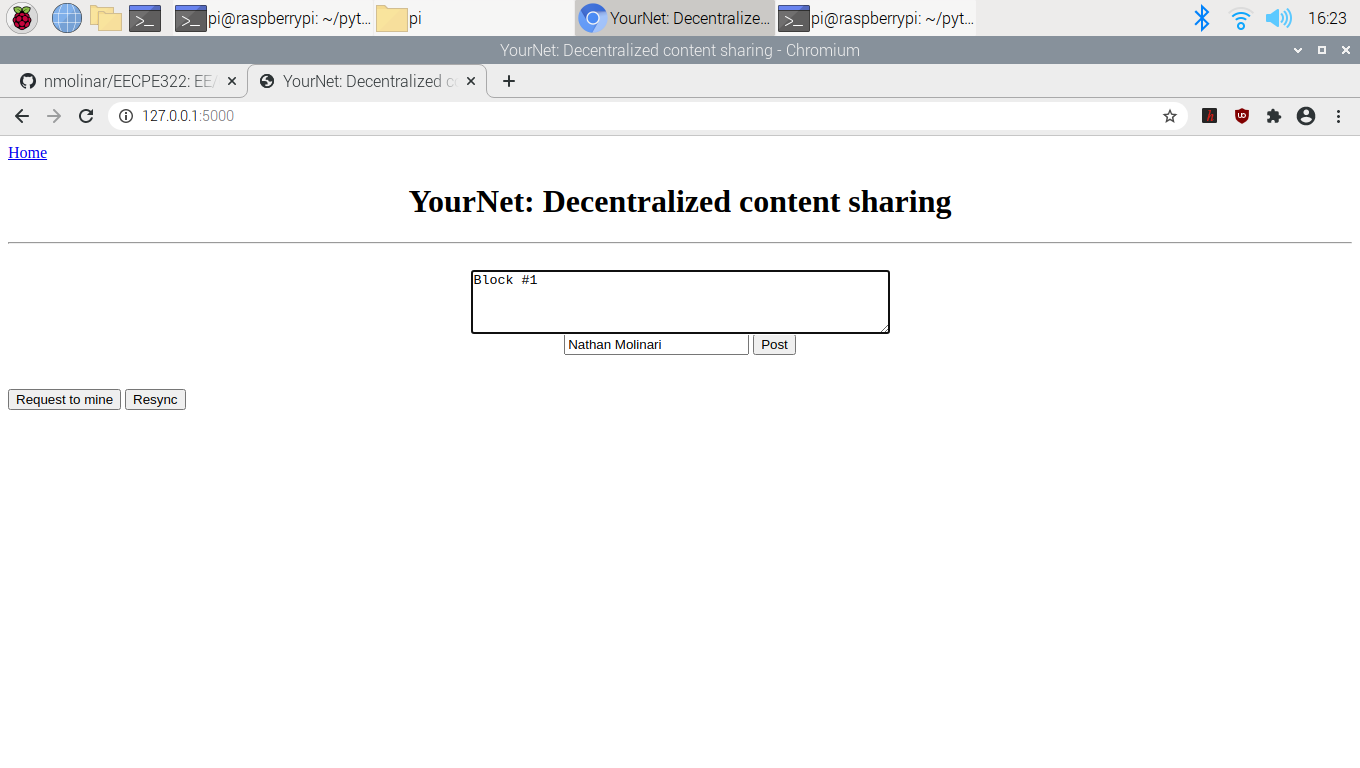 pi@raspberrypi: ~/pyt... pi YourNet: Decentralize... pi@raspberrypi: ~/pyt... 16:23
YourNet: Decentralized content sharing - Chromium
nmolinar/EECPE322: EE/ YourNet: Decentralized c
127.0.0.1:5000
Home
YourNet: Decentralized content sharing
Block #1
Nathan Molinari Post
Request to mine Resync